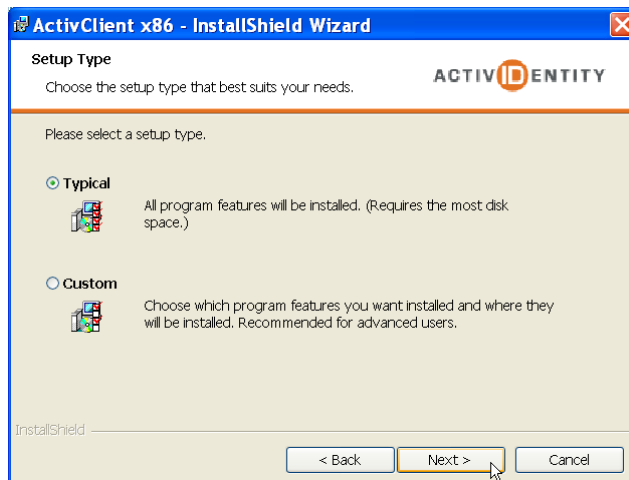 ActivClient x86 - InstallShield Wizard
Setup Type
Choose the setup type that best suits your needs.
ACTIVIDENTITY
Please select a setup type.
Typical
All program features will be installed. (Requires the most disk
space.)
Custom
Choose which program features you want installed and where they
will be installed. Recommended for advanced users.
InstallShield
< Back
Next >
Cancel